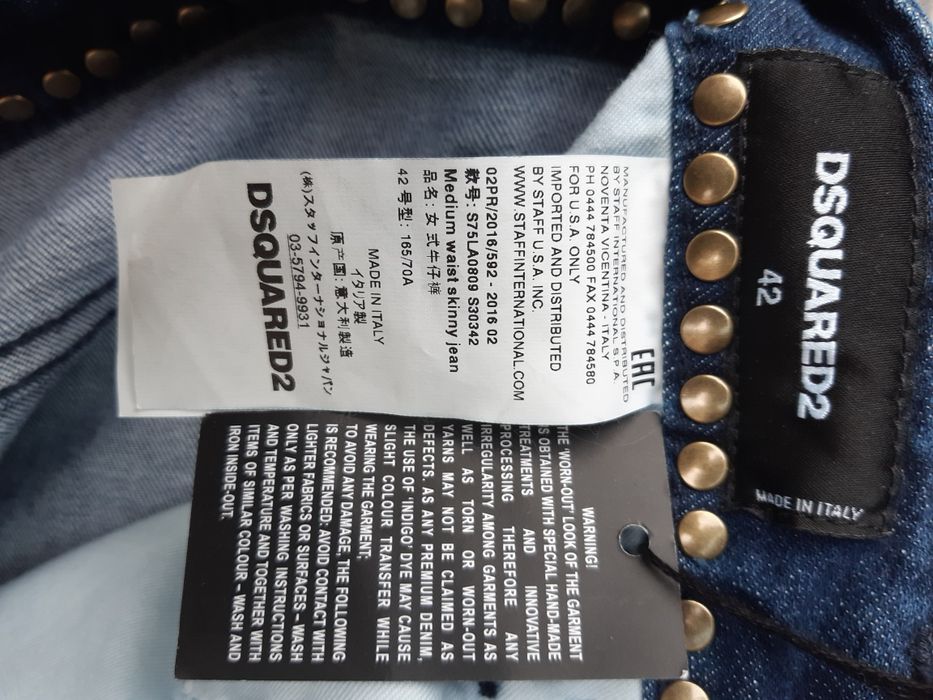 DSQUARED2
42
MADE IN ITALY
EAC
MANUFACTURED AND DISTRIBUTED
BY STAFF INTERNATIONAL S.P.A.
NOVENTA VICENTINA - ITALY
PH 0444 784500 FAX 0444 784580
FOR U.S.A. ONLY
IMPORTED AND DISTRIBUTED
BY STAFF U.S.A. INC.
WWW.STAFFINTERNATIONAL.COM
02PR/2016/592 - 2016 02
款号: S75LA0809 S30342
Medium waist skinny jean
品名: 女式牛仔裤
42 号型: 165/70A
MADE IN ITALY
イタリア製
原产国: 意大利製造
DSQUARED2
(株)スタッフインターナショナルジャパン
03-5794-9931
WARNING!
THE 'WORN-OUT' LOOK OF THE GARMENT
IS OBTAINED WITH SPECIAL HAND-MADE
TREATMENTS AND INNOVATIVE
PROCESSING THEREFORE ANY
IRREGULARITY AMONG GARMENTS AS
WELL AS TORN OR WORN-OUT
YARNS MAY NOT BE CLAIMED AS
DEFECTS. AS ANY PREMIUM DENIM,
THE USE OF 'INDIGO' DYE MAY CAUSE
SLIGHT COLOUR TRANSFER WHILE
WEARING THE GARMENT;
TO AVOID ANY DAMAGE, THE FOLLOWING
IS RECOMMENDED: AVOID CONTACT WITH
LIGHTER FABRICS OR SURFACES - WASH
ONLY AS PER WASHING INSTRUCTIONS
AND TEMPERATURE AND TOGETHER WITH
ITEMS OF SIMILAR COLOUR - WASH AND
IRON INSIDE-OUT.